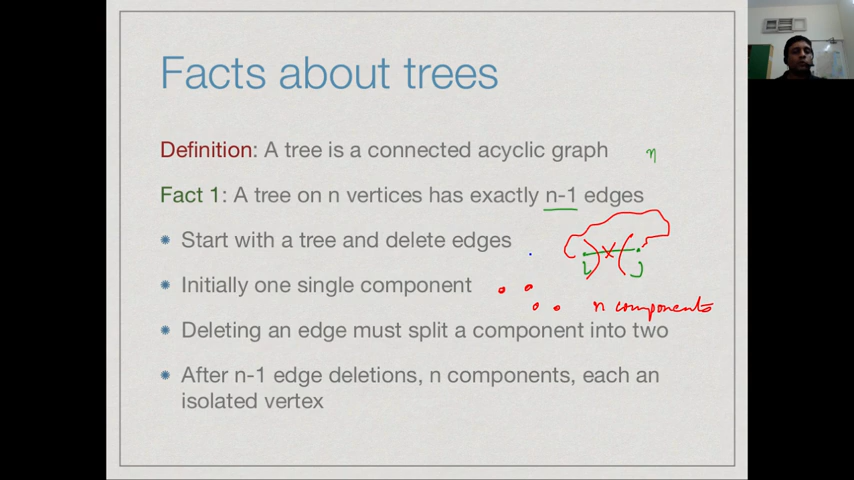 Facts about trees
Definition: A tree is a connected acyclic graph n
Fact 1: A tree on n vertices has exactly n-1 edges
Start with a tree and delete edges
i j
Initially one single component
n components
Deleting an edge must split a component into two
After n-1 edge deletions, n components, each an
isolated vertex